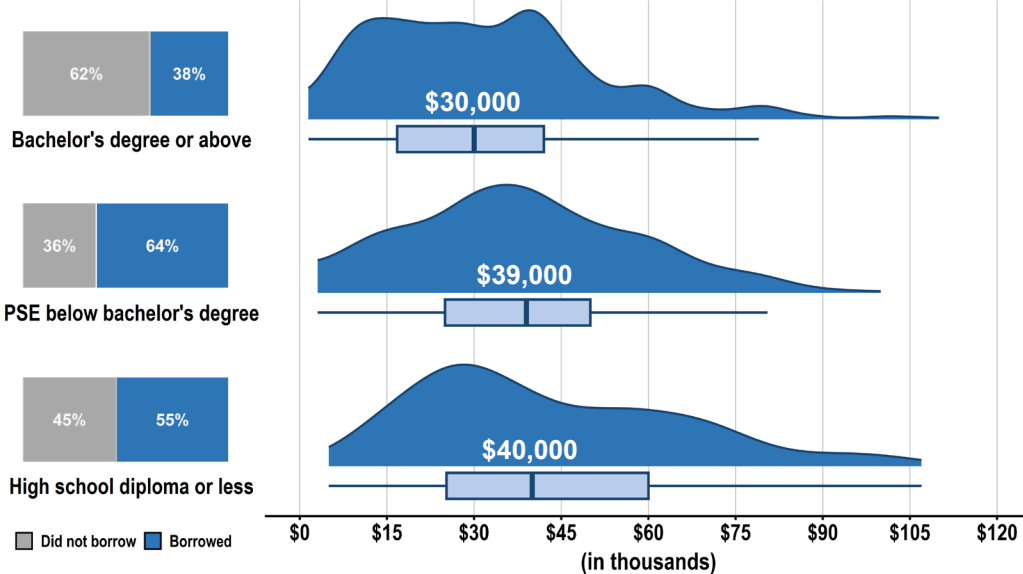 62% 38%
$30,000
Bachelor's degree or above
36% 64%
$39,000
PSE below bachelor's degree
45% 55%
$40,000
High school diploma or less
Did not borrow Borrowed
$0 $15 $30 $45 $60 $75 $90 $105 $120
(in thousands)